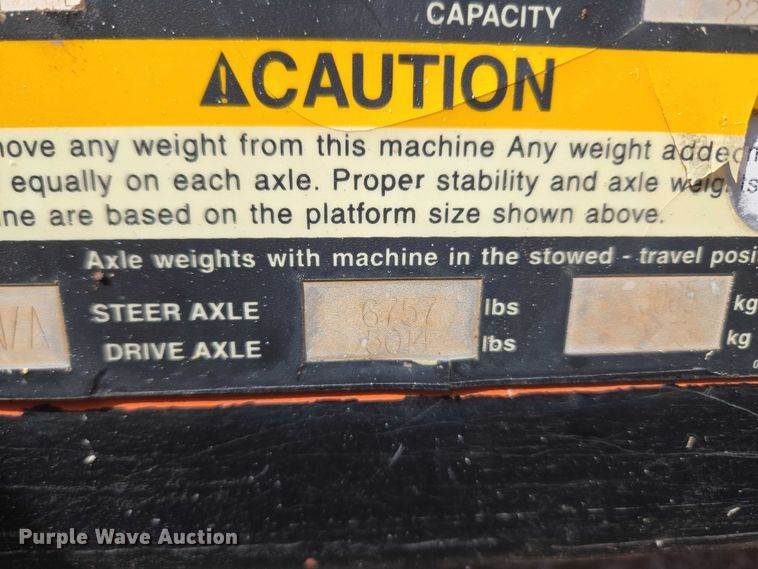 CAPACITY
CAUTION
ove any weight from this machine Any weight added
equally on each axle. Proper stability and axle weig
ne are based on the platform size shown above.
Axle weights with machine in the stowed - travel posi
N/A STEER AXLE 6757 lbs kg
DRIVE AXLE 5014 lbs kg
Purple Wave Auction